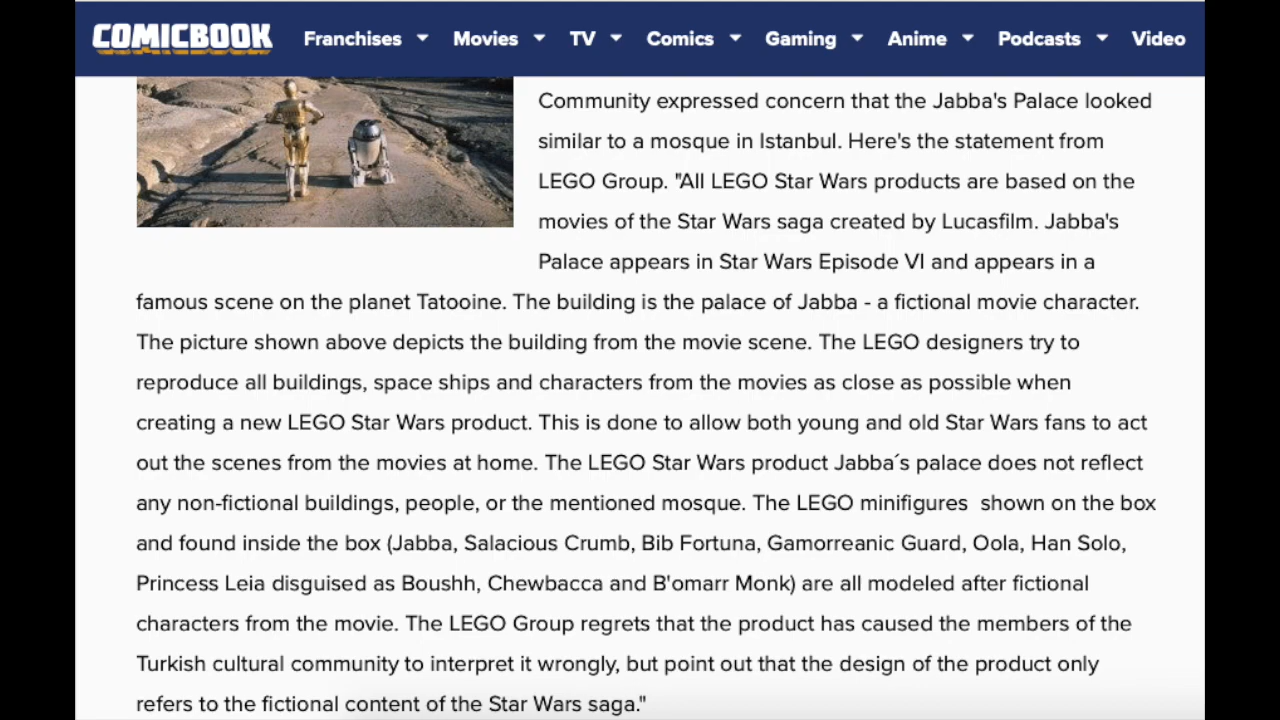 COMICBOOK Franchises Movies TV Comics Gaming Anime Podcasts Video
Community expressed concern that the Jabba's Palace looked
similar to a mosque in Istanbul. Here's the statement from
LEGO Group. "All LEGO Star Wars products are based on the
movies of the Star Wars saga created by Lucasfilm. Jabba's
Palace appears in Star Wars Episode VI and appears in a
famous scene on the planet Tatooine. The building is the palace of Jabba - a fictional movie character.
The picture shown above depicts the building from the movie scene. The LEGO designers try to
reproduce all buildings, space ships and characters from the movies as close as possible when
creating a new LEGO Star Wars product. This is done to allow both young and old Star Wars fans to act
out the scenes from the movies at home. The LEGO Star Wars product Jabba´s palace does not reflect
any non-fictional buildings, people, or the mentioned mosque. The LEGO minifigures  shown on the box
and found inside the box (Jabba, Salacious Crumb, Bib Fortuna, Gamorreanic Guard, Oola, Han Solo,
Princess Leia disguised as Boushh, Chewbacca and B'omarr Monk) are all modeled after fictional
characters from the movie. The LEGO Group regrets that the product has caused the members of the
Turkish cultural community to interpret it wrongly, but point out that the design of the product only
refers to the fictional content of the Star Wars saga."